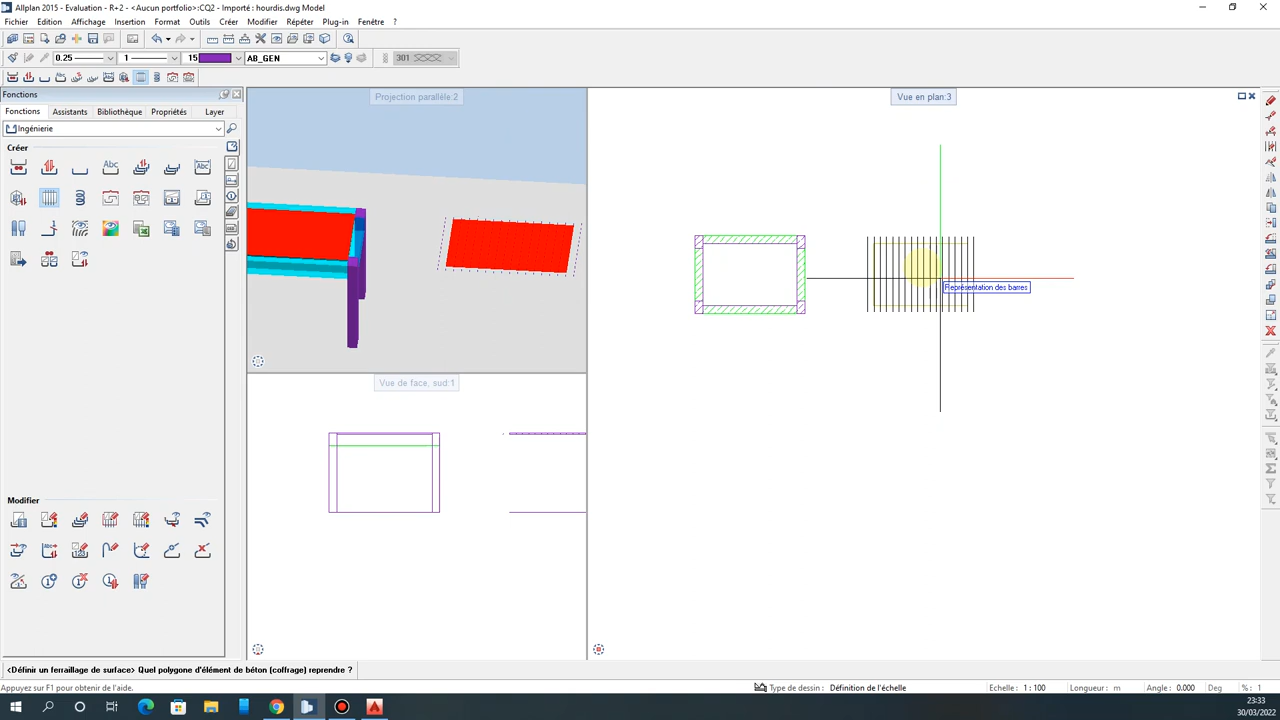 Allplan 2015 - Evaluation - R+2 - <Aucun portfolio>:CQ2 - Importé : hourdis.dwg Model
Fichier Edition Affichage Insertion Format Outils Créer Modifier Répéter Plug-in Fenêtre ?
0.25 1 15 AB_GEN 301
Fonctions
Fonctions Assistants Bibliothèque Propriétés Layer
Ingénierie
Créer
Abc
Abc
Modifier
Projection parallèle:2
Vue en plan:3
Représentation des barres
Vue de face, sud:1
<Définir un ferraillage de surface> Quel polygone d'élément de béton (coffrage) reprendre ?
Appuyez sur F1 pour obtenir de l'aide.
Type de dessin : Définition de l'échelle Echelle : 1 : 100 Longueur : m Angle : 0.000 Deg % : 1
23:33
30/03/2022